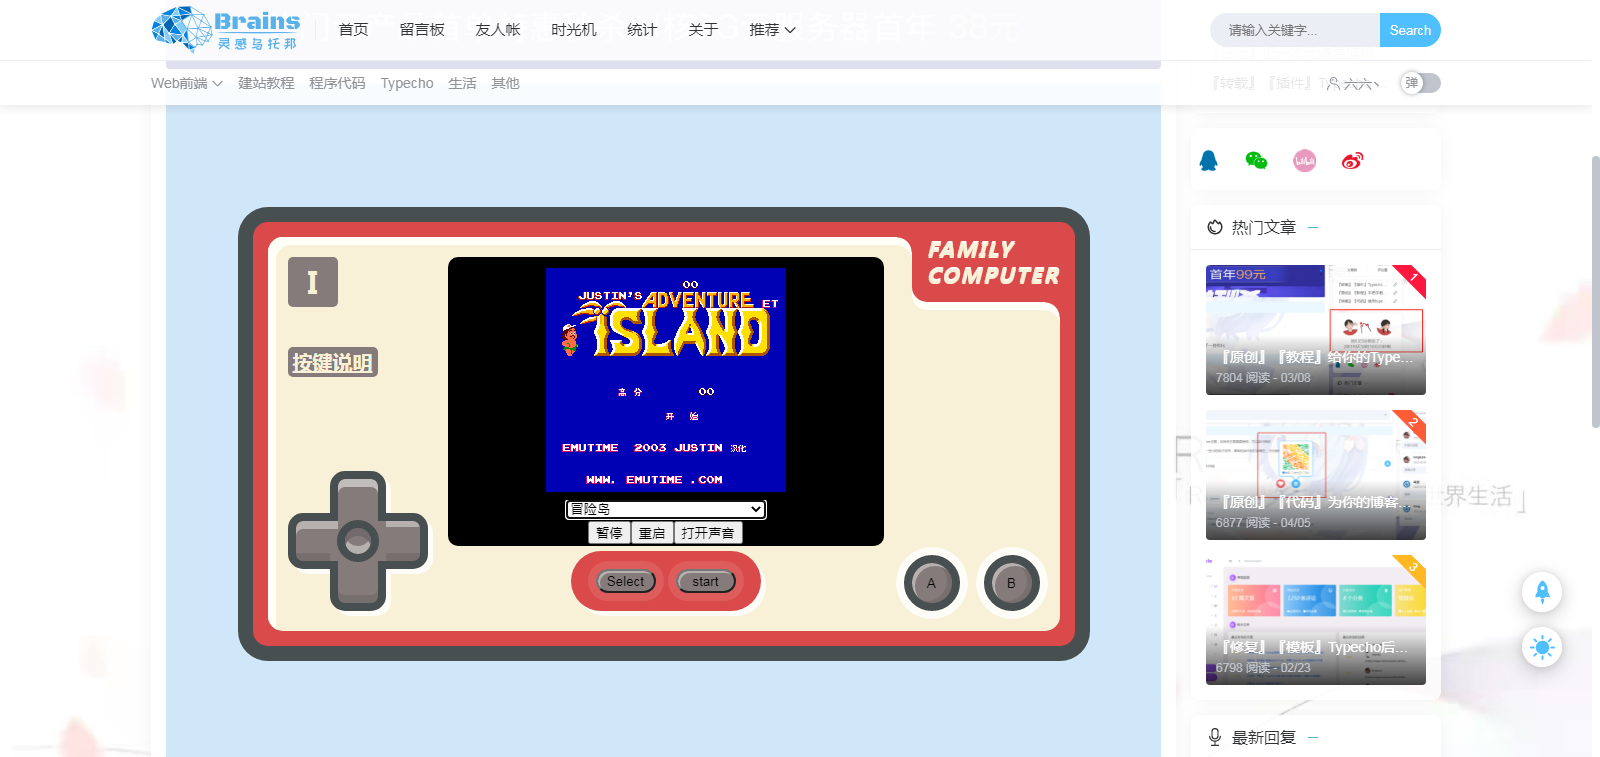 Brains
灵感乌托邦
首页 留言板 友人帐 时光机 统计 关于 推荐
请输入关键字... Search
Web前端 建站教程 程序代码 Typecho 生活 其他
『转载』『插件』Typecho
弹
FAMILY
COMPUTER
I
按键说明
00
JUSTIN'S ADVENTURE ET
ISLAND
高 分 00
开 始
EMUTIME 2003 JUSTIN 汉化
WWW. EMUTIME .COM
冒险岛
暂停 重启 打开声音
Select start
A B
热门文章
首年99元
1
『原创』『教程』给你的Type...
7804 阅读 - 03/08
2
『原创』『代码』为你的博客...
6877 阅读 - 04/05
世界生活」
3
『修复』『模板』Typecho后...
6798 阅读 - 02/23
最新回复